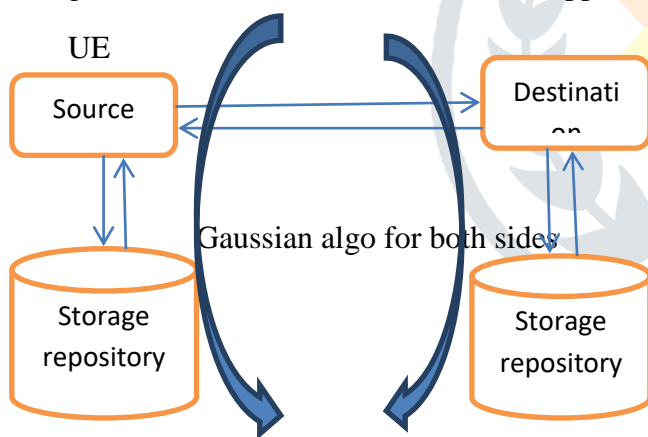 UE
Source
Destinati
on
Gaussian algo for both sides
Storage
repository
Storage
repository